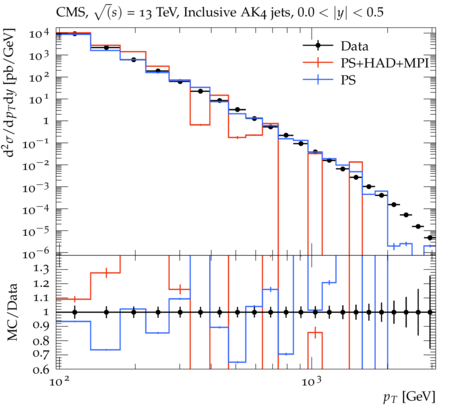 CMS, √(s) = 13 TeV, Inclusive AK4 jets, 0.0 < |y| < 0.5
d²σ/dp_T dy [pb/GeV]
10⁴
10³
10²
10¹
1
10⁻¹
10⁻²
10⁻³
10⁻⁴
10⁻⁵
10⁻⁶
Data
PS+HAD+MPI
PS
MC/Data
1.3
1.2
1.1
1
0.9
0.8
0.7
0.6
10² 10³
p_T [GeV]